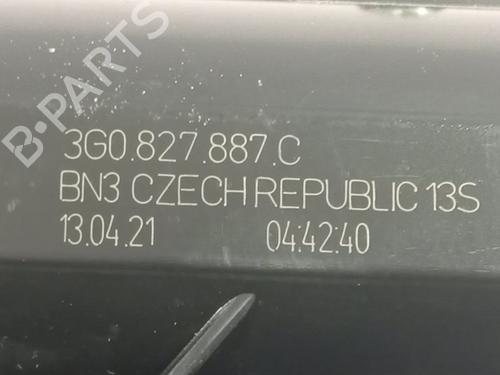 B-PARTS
3G0.827.887.C
BN3 CZECH REPUBLIC 13S
13.04.21 04:42:40